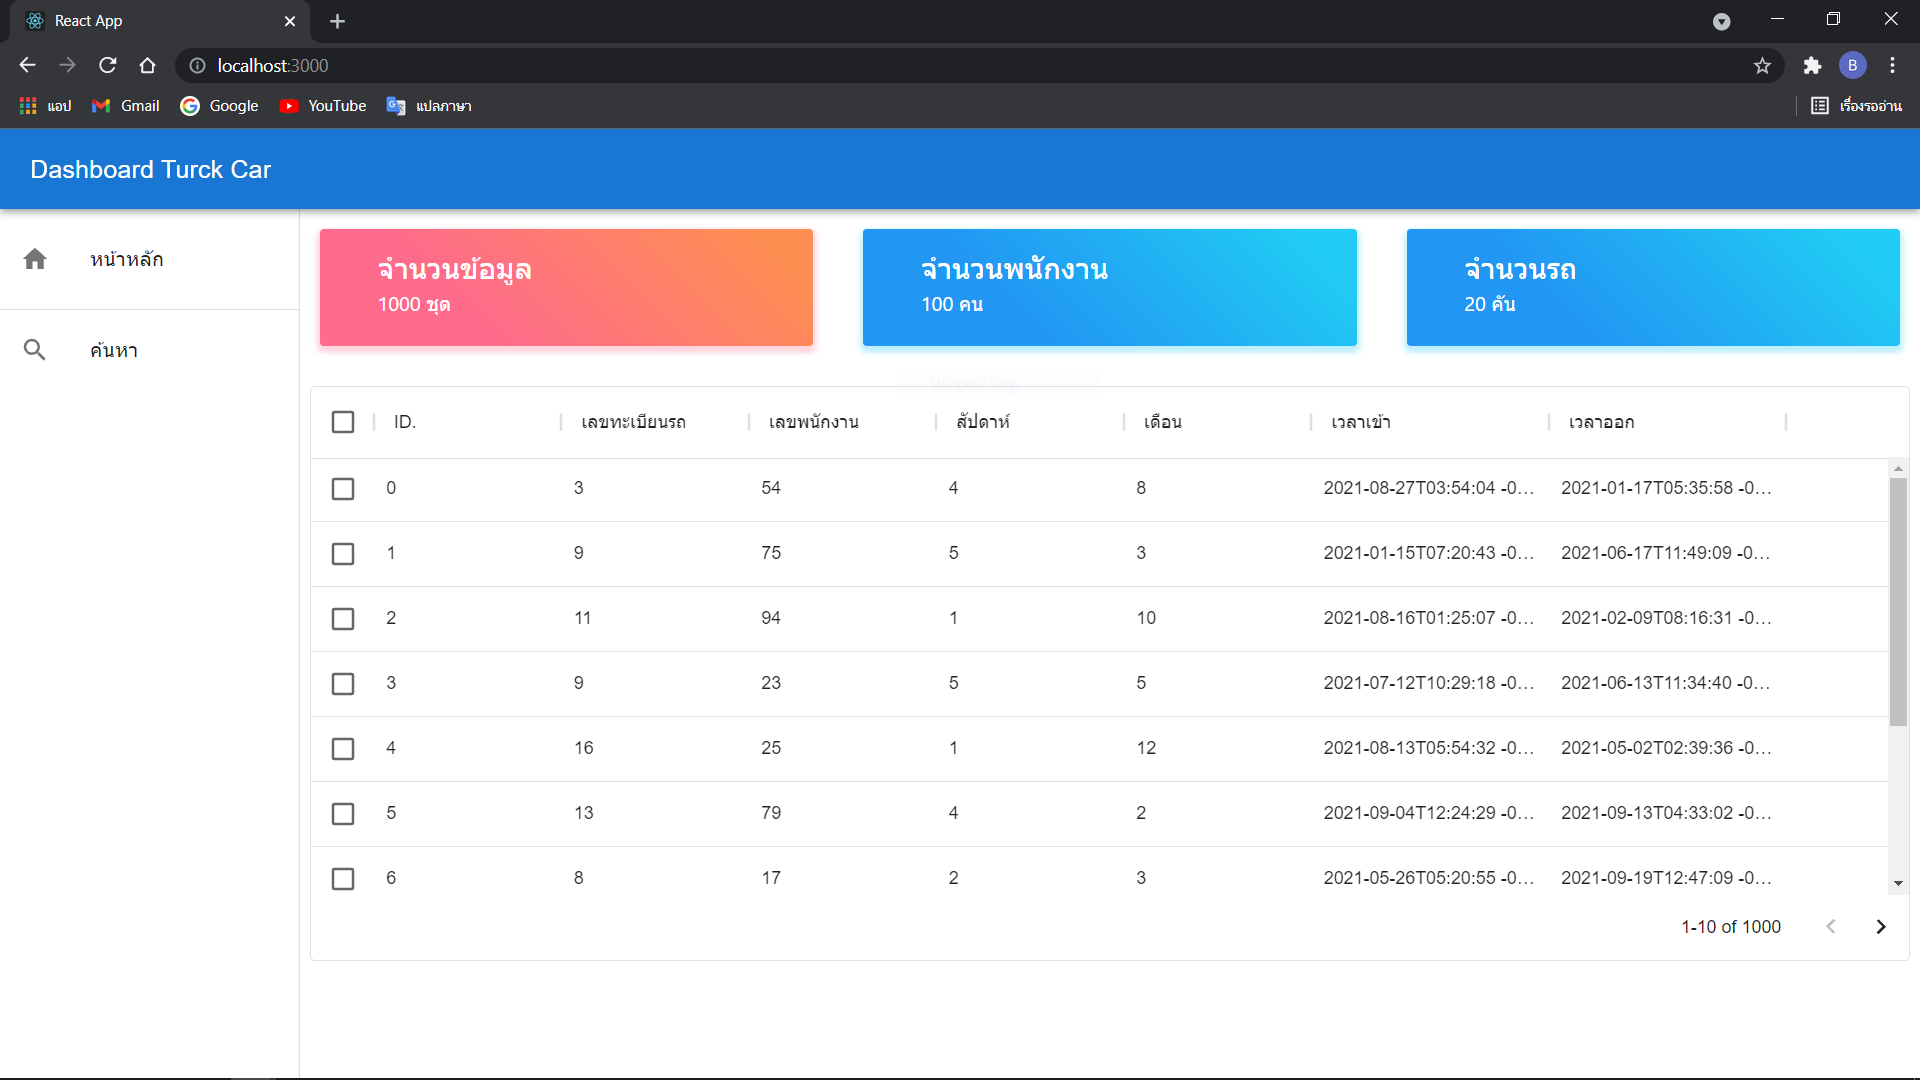 React App
localhost:3000
แอป Gmail Google YouTube แปลภาษา เรื่องรออ่าน
Dashboard Turck Car
หน้าหลัก
ค้นหา
จำนวนข้อมูล
1000 ชุด
จำนวนพนักงาน
100 คน
จำนวนรถ
20 คัน
Window Snip
ID. เลขทะเบียนรถ เลขพนักงาน สัปดาห์ เดือน เวลาเข้า เวลาออก
0 3 54 4 8 2021-08-27T03:54:04 -0... 2021-01-17T05:35:58 -0...
1 9 75 5 3 2021-01-15T07:20:43 -0... 2021-06-17T11:49:09 -0...
2 11 94 1 10 2021-08-16T01:25:07 -0... 2021-02-09T08:16:31 -0...
3 9 23 5 5 2021-07-12T10:29:18 -0... 2021-06-13T11:34:40 -0...
4 16 25 1 12 2021-08-13T05:54:32 -0... 2021-05-02T02:39:36 -0...
5 13 79 4 2 2021-09-04T12:24:29 -0... 2021-09-13T04:33:02 -0...
6 8 17 2 3 2021-05-26T05:20:55 -0... 2021-09-19T12:47:09 -0...
1-10 of 1000
B